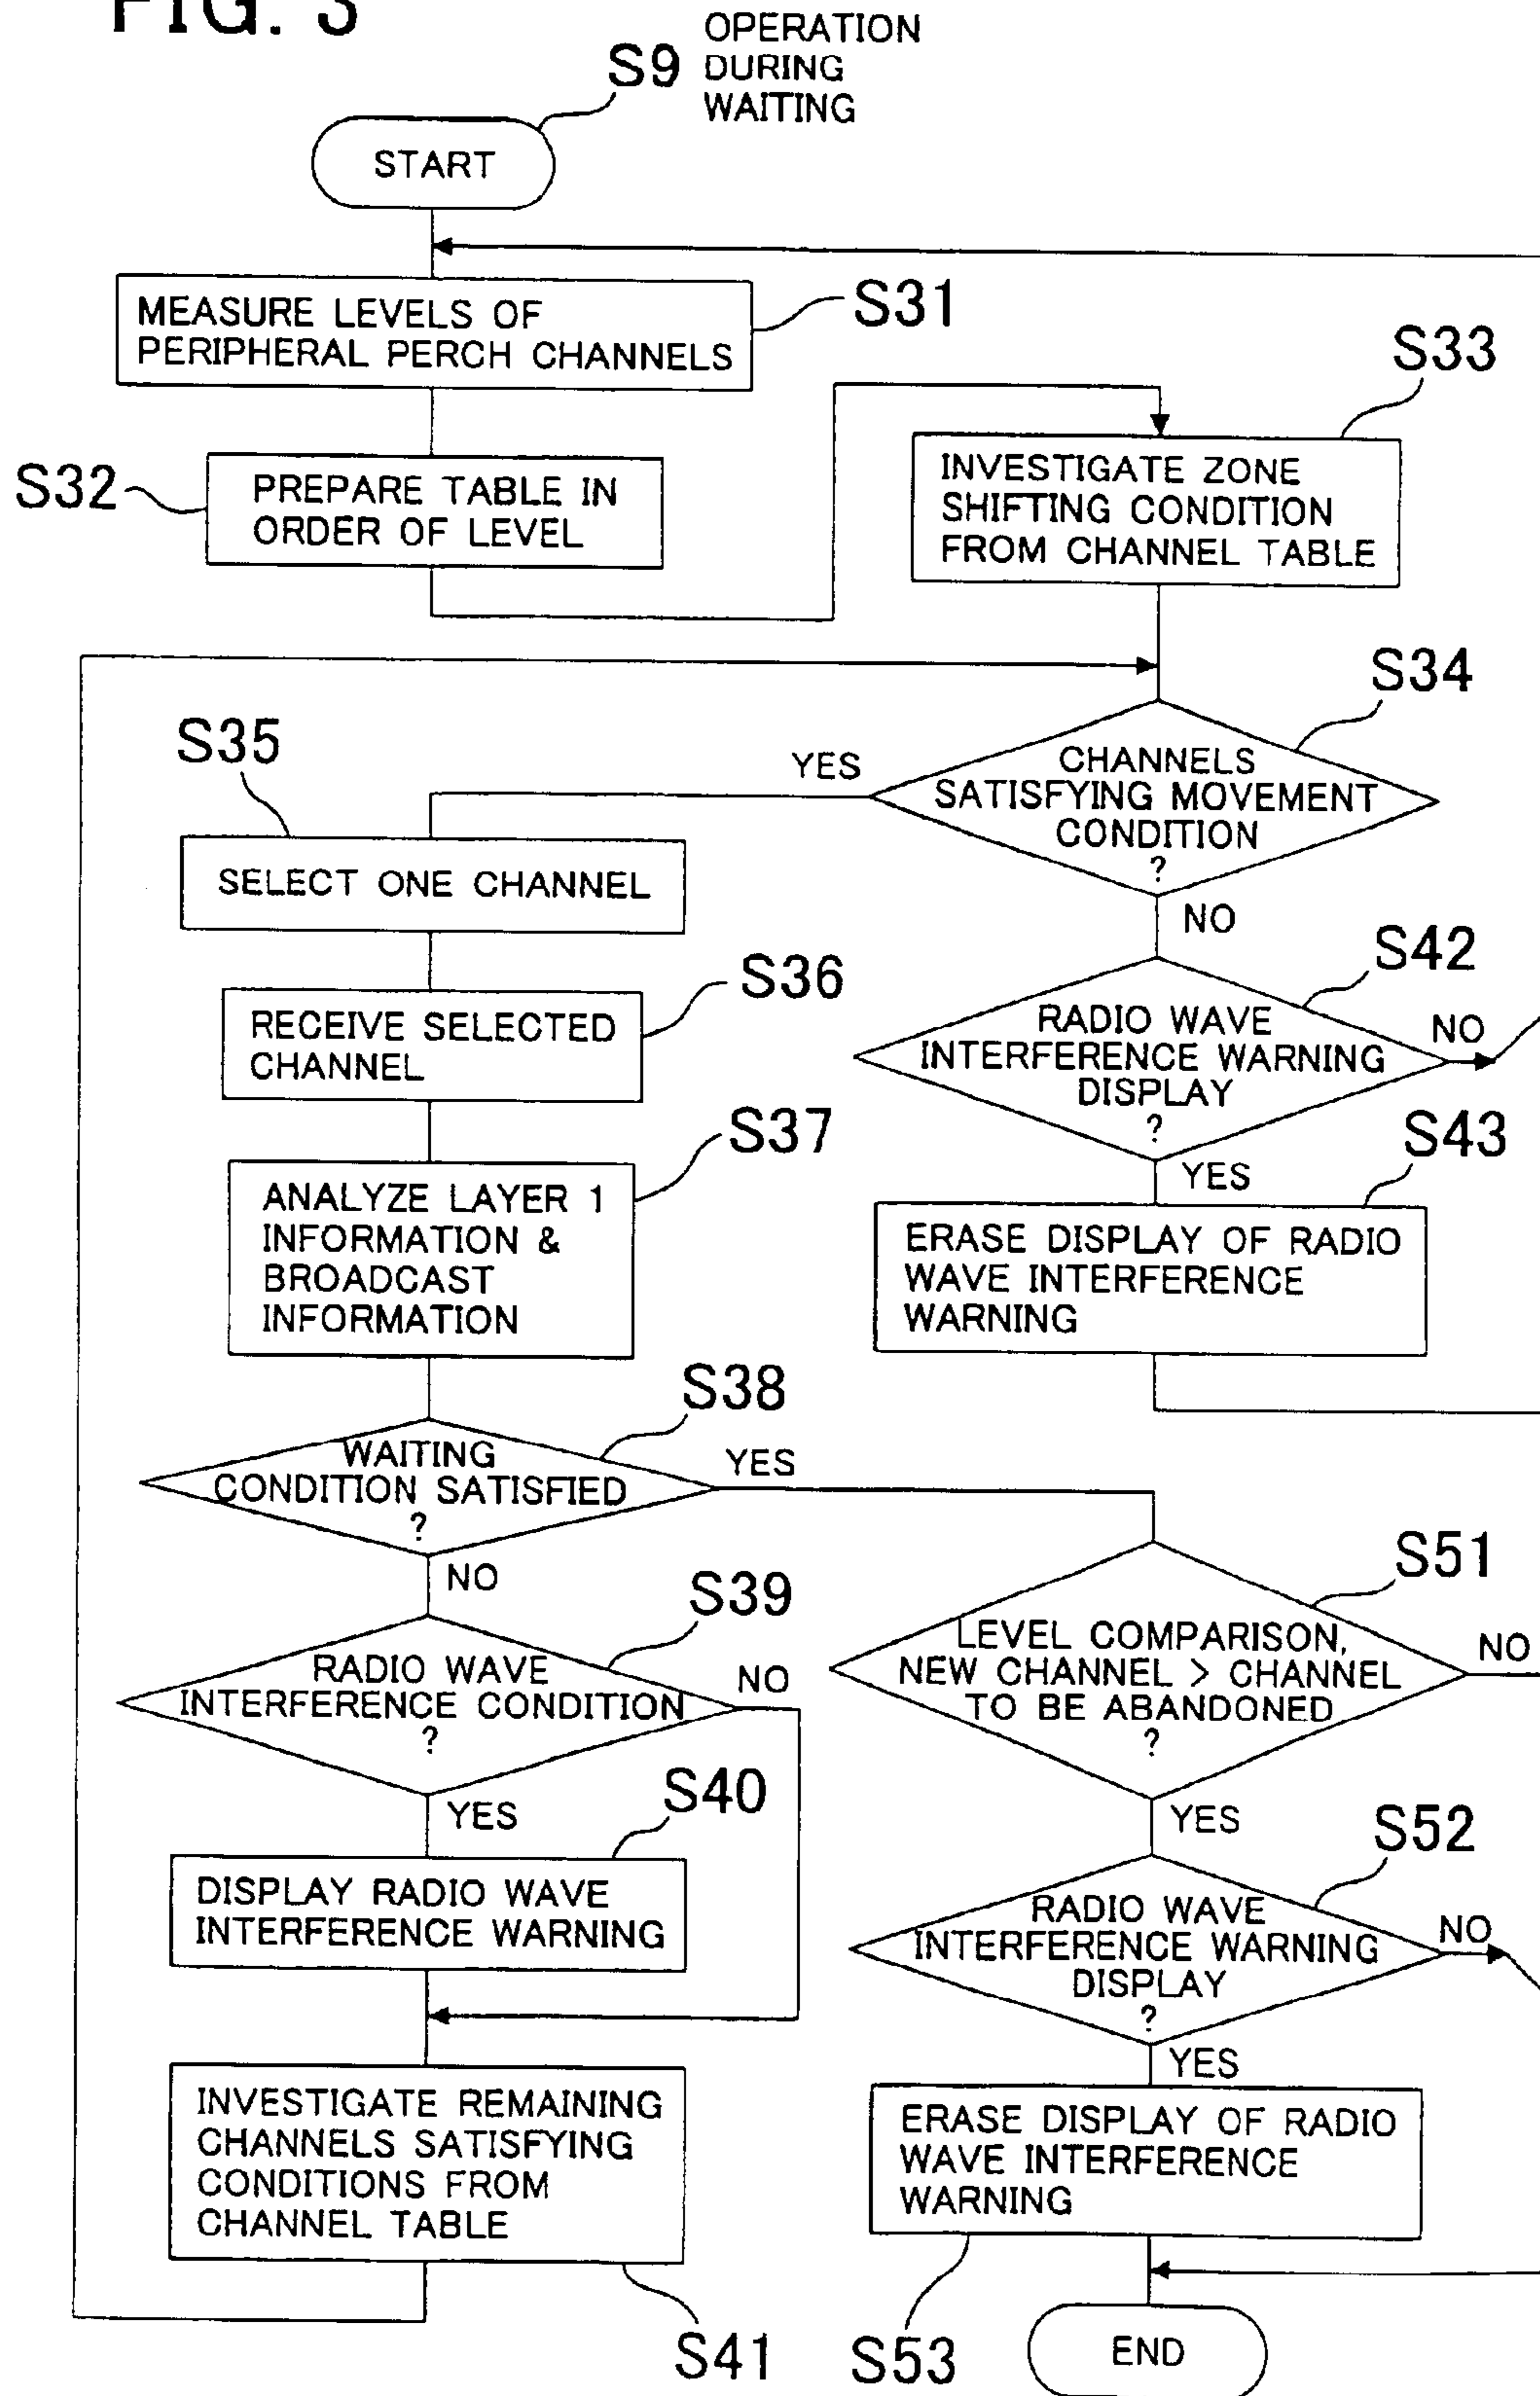 FIG. 3
S9
OPERATION
DURING
WAITING
START
MEASURE LEVELS OF
PERIPHERAL PERCH CHANNELS
S31
S32
PREPARE TABLE IN
ORDER OF LEVEL
S33
INVESTIGATE ZONE
SHIFTING CONDITION
FROM CHANNEL TABLE
S34
CHANNELS
SATISFYING MOVEMENT
CONDITION
?
YES
NO
S35
SELECT ONE CHANNEL
S36
RECEIVE SELECTED
CHANNEL
S37
ANALYZE LAYER 1
INFORMATION &
BROADCAST
INFORMATION
S42
RADIO WAVE
INTERFERENCE WARNING
DISPLAY
?
NO
YES
S43
ERASE DISPLAY OF RADIO
WAVE INTERFERENCE
WARNING
S38
WAITING
CONDITION SATISFIED
?
YES
NO
S39
RADIO WAVE
INTERFERENCE CONDITION
?
NO
YES
S40
DISPLAY RADIO WAVE
INTERFERENCE WARNING
INVESTIGATE REMAINING
CHANNELS SATISFYING
CONDITIONS FROM
CHANNEL TABLE
S41
S51
LEVEL COMPARISON,
NEW CHANNEL > CHANNEL
TO BE ABANDONED
?
NO
YES
S52
RADIO WAVE
INTERFERENCE WARNING
DISPLAY
?
NO
YES
ERASE DISPLAY OF RADIO
WAVE INTERFERENCE
WARNING
S53
END